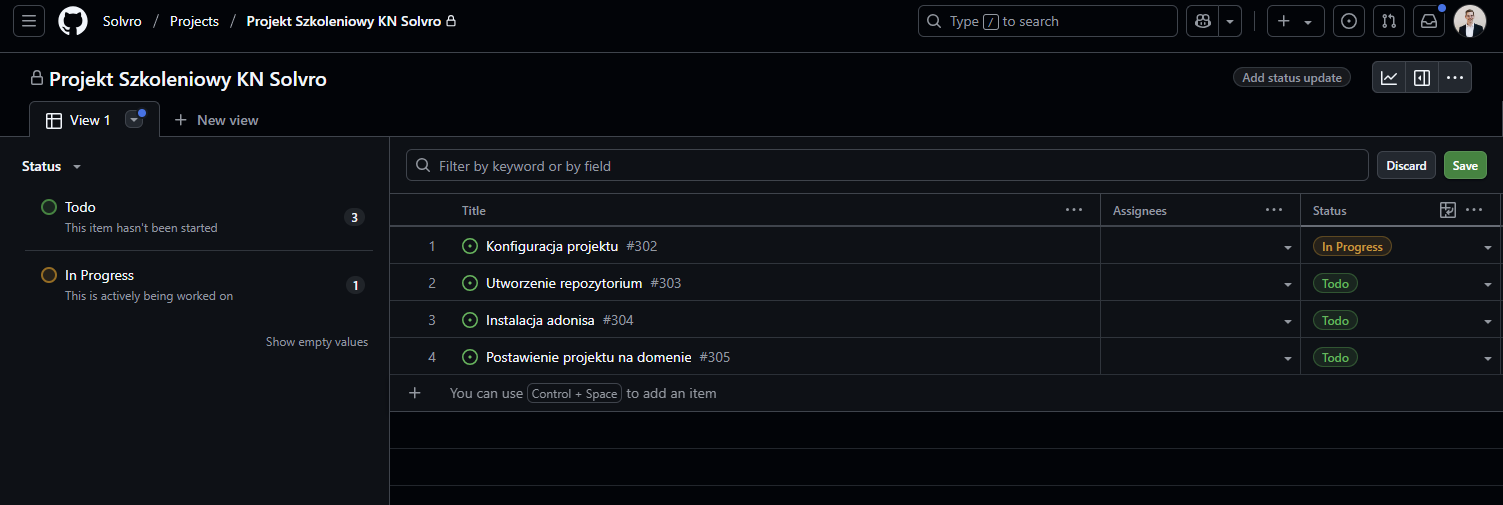 Solvro / Projects / Projekt Szkoleniowy KN Solvro
Type / to search
Projekt Szkoleniowy KN Solvro
Add status update
View 1
New view
Status
Todo
3
This item hasn't been started
In Progress
1
This is actively being worked on
Show empty values
Filter by keyword or by field
Discard
Save
Title Assignees Status
1 Konfiguracja projektu #302 In Progress
2 Utworzenie repozytorium #303 Todo
3 Instalacja adonisa #304 Todo
4 Postawienie projektu na domenie #305 Todo
You can use Control + Space to add an item